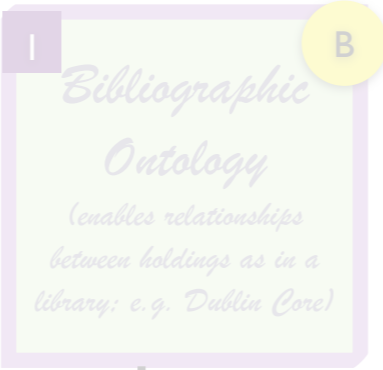 I
B
Bibliographic
Ontology
(enables relationships
between holdings as in a
library; e.g. Dublin Core)